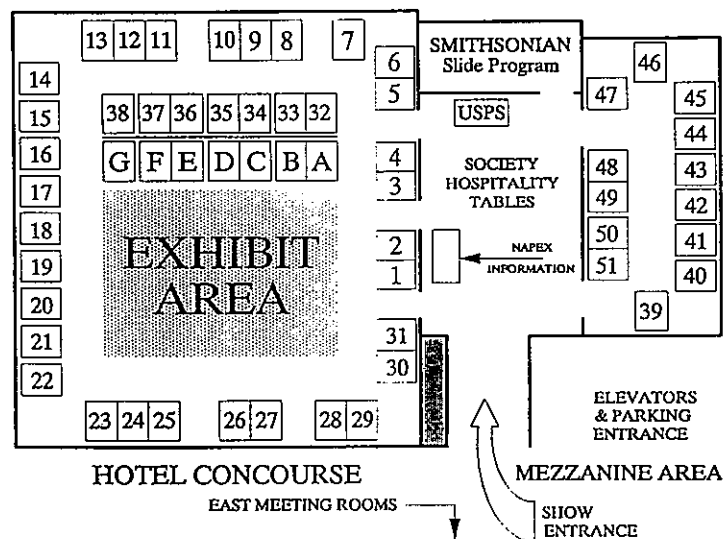 13 12 11 10 9 8 7
SMITHSONIAN
Slide Program
6
5
46
47
45
44
43
42
41
40
39
14
15
16
17
18
19
20
21
22
38 37 36 35 34 33 32
G F E D C B A
USPS
4
3
SOCIETY
HOSPITALITY
TABLES
48
49
50
51
EXHIBIT
AREA
2
1
NAPEX
INFORMATION
31
30
23 24 25 26 27 28 29
ELEVATORS
& PARKING
ENTRANCE
HOTEL CONCOURSE
MEZZANINE AREA
EAST MEETING ROOMS
SHOW
ENTRANCE